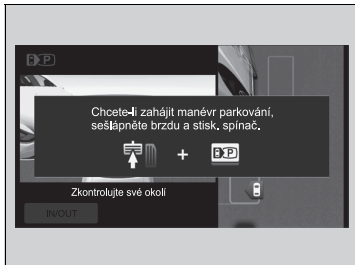 P
Chcete-li zahájit manévr parkování,
sešlápněte brzdu a stisk. spínač.
+ P
Zkontrolujte své okolí
IN/OUT